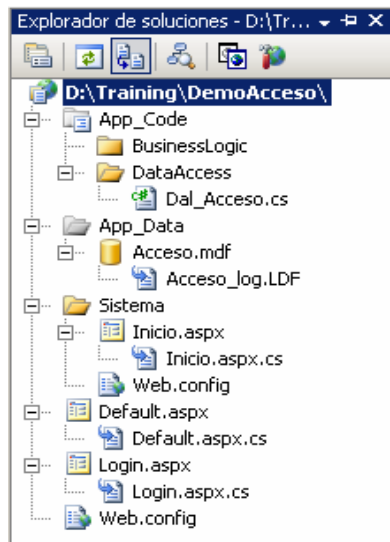 Explorador de soluciones - D:\Tr...
D:\Training\DemoAcceso\
App_Code
BusinessLogic
DataAccess
Dal_Acceso.cs
App_Data
Acceso.mdf
Acceso_log.LDF
Sistema
Inicio.aspx
Inicio.aspx.cs
Web.config
Default.aspx
Default.aspx.cs
Login.aspx
Login.aspx.cs
Web.config